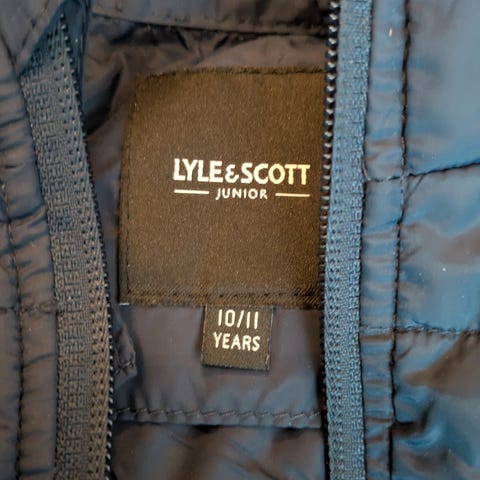 LYLE&SCOTT
JUNIOR
10/11
YEARS